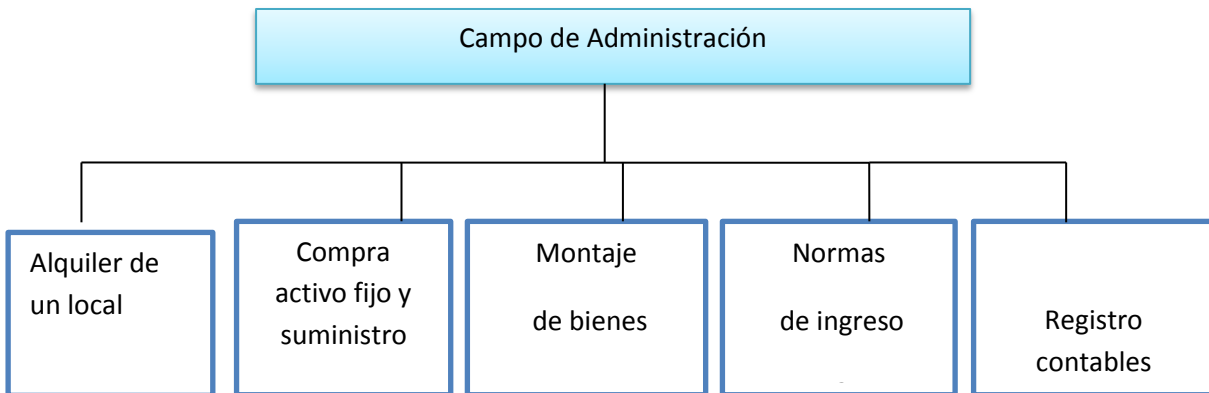 Campo de Administración
Alquiler de
un local
Compra
activo fijo y
suministro
Montaje
de bienes
Normas
de ingreso
Registro
contables